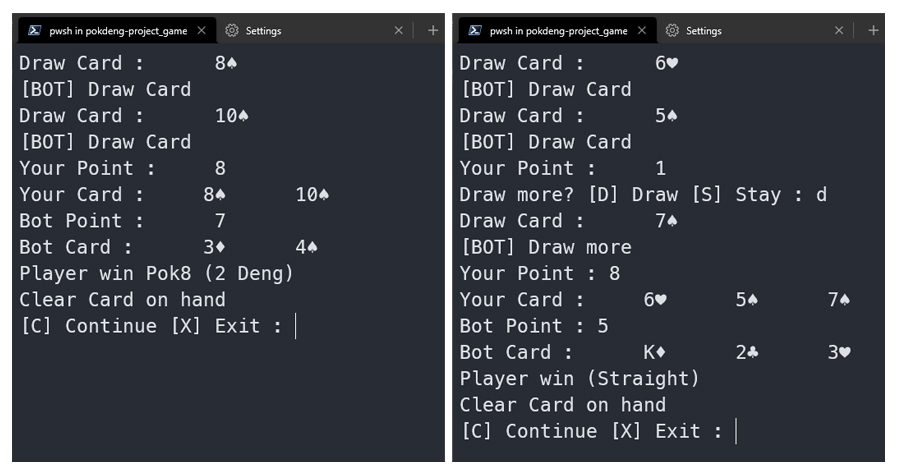 pwsh in pokdeng-project_game
Settings
Draw Card : 8♠
[BOT] Draw Card
Draw Card : 10♠
[BOT] Draw Card
Your Point : 8
Your Card : 8♠ 10♠
Bot Point : 7
Bot Card : 3♦ 4♠
Player win Pok8 (2 Deng)
Clear Card on hand
[C] Continue [X] Exit :
pwsh in pokdeng-project_game
Settings
Draw Card : 6♥
[BOT] Draw Card
Draw Card : 5♠
[BOT] Draw Card
Your Point : 1
Draw more? [D] Draw [S] Stay : d
Draw Card : 7♠
[BOT] Draw more
Your Point : 8
Your Card : 6♥ 5♠ 7♠
Bot Point : 5
Bot Card : K♦ 2♣ 3♥
Player win (Straight)
Clear Card on hand
[C] Continue [X] Exit :